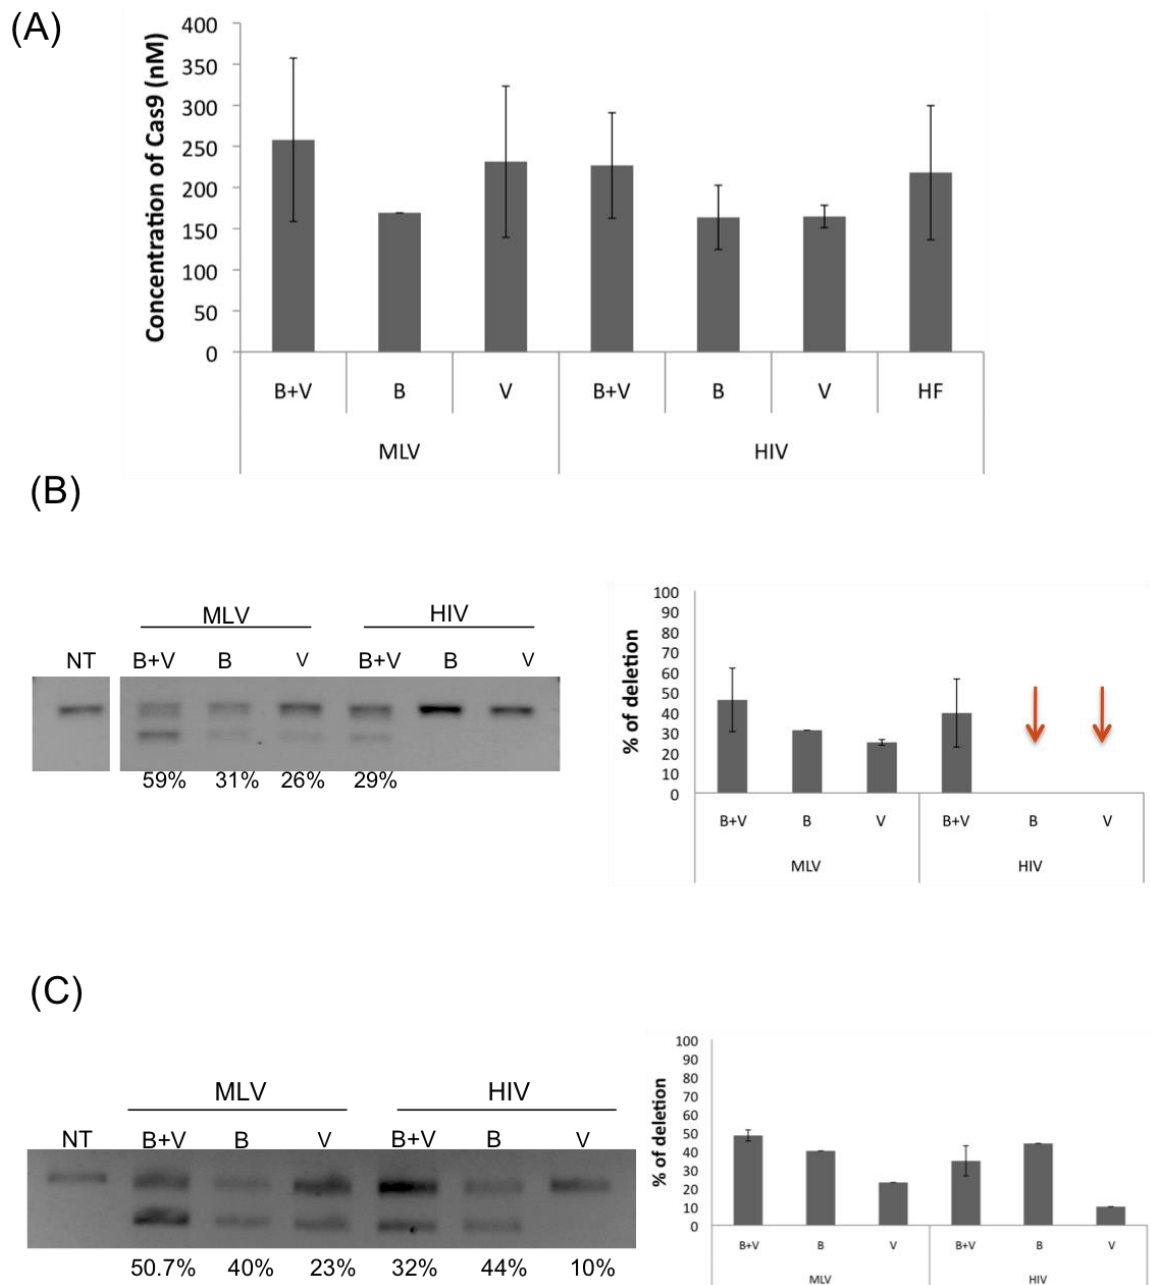 (A)
Concentration of Cas9 (nM)
400
350
300
250
200
150
100
50
0
B+V B V B+V B V HF
MLV HIV
(B)
MLV HIV
NT B+V B V B+V B V
59% 31% 26% 29%
% of deletion
100
90
80
70
60
50
40
30
20
10
0
B+V B V B+V B V
MLV HIV
(C)
MLV HIV
NT B+V B V B+V B V
50.7% 40% 23% 32% 44% 10%
% of deletion
100
90
80
70
60
50
40
30
20
10
0
B+V B V B+V B V
MLV HIV